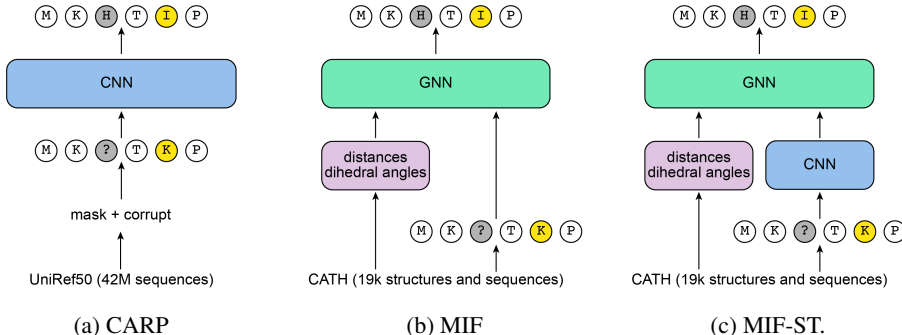 M K H T I P
CNN
M K ? T K P
mask + corrupt
UniRef50 (42M sequences)
(a) CARP
M K H T I P
GNN
distances
dihedral angles
M K ? T K P
CATH (19k structures and sequences)
(b) MIF
M K H T I P
GNN
distances
dihedral angles
CNN
M K ? T K P
CATH (19k structures and sequences)
(c) MIF-ST.